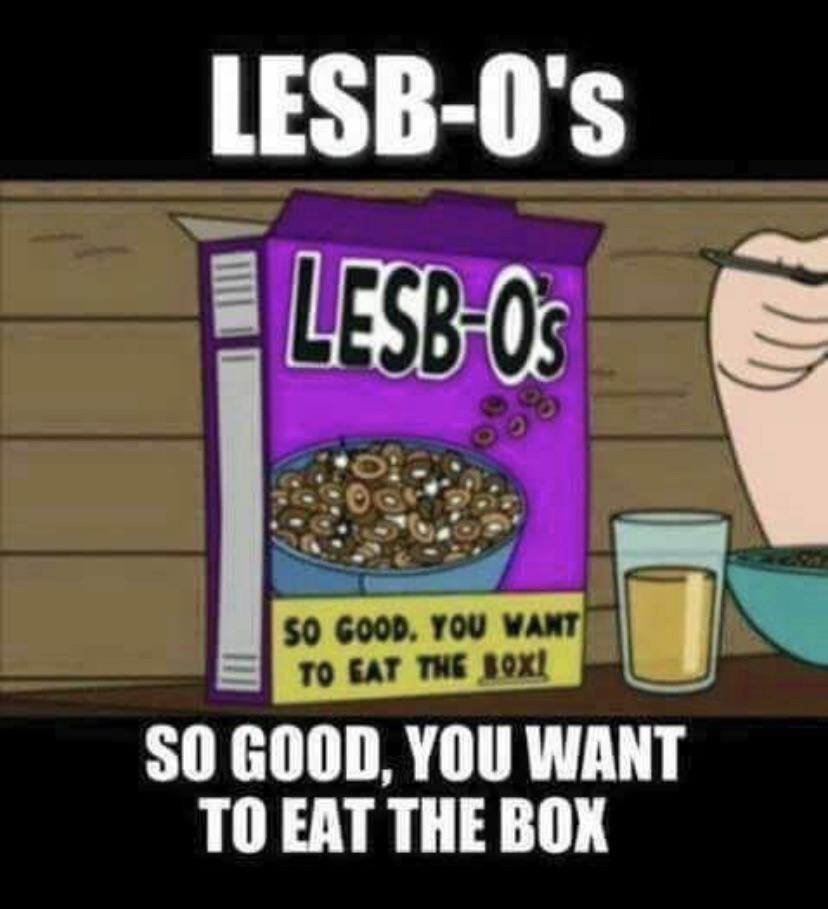 LESB-O's
LESB-O's
SO GOOD. YOU WANT
TO EAT THE BOX!
SO GOOD, YOU WANT
TO EAT THE BOX